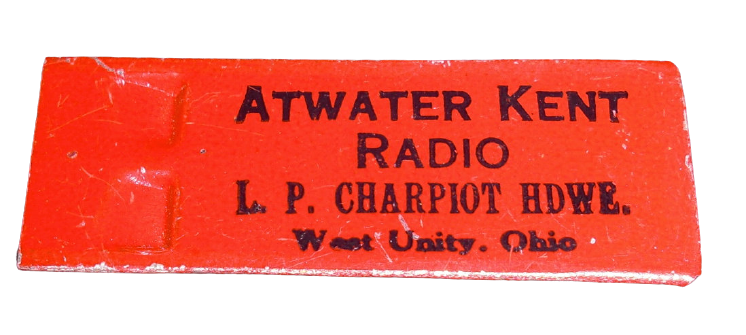 ATWATER KENT
RADIO
L. P. CHARPIOT HDWE.
West Unity. Ohio